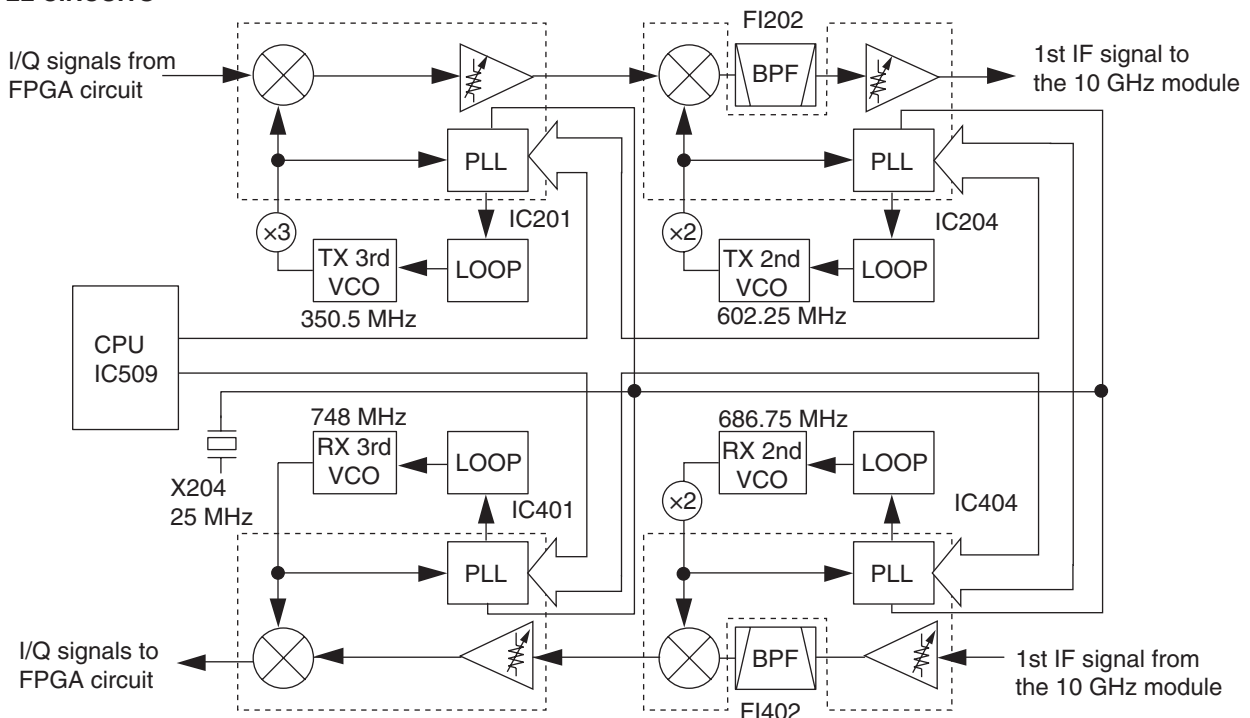 FI202
I/Q signals from
FPGA circuit
BPF
1st IF signal to
the 10 GHz module
PLL
PLL
IC201
IC204
×3
×2
TX 3rd
VCO
LOOP
TX 2nd
VCO
LOOP
350.5 MHz
602.25 MHz
CPU
IC509
748 MHz
686.75 MHz
RX 3rd
VCO
LOOP
RX 2nd
VCO
LOOP
X204
25 MHz
×2
IC401
IC404
PLL
PLL
I/Q signals to
FPGA circuit
BPF
1st IF signal from
the 10 GHz module
FI402